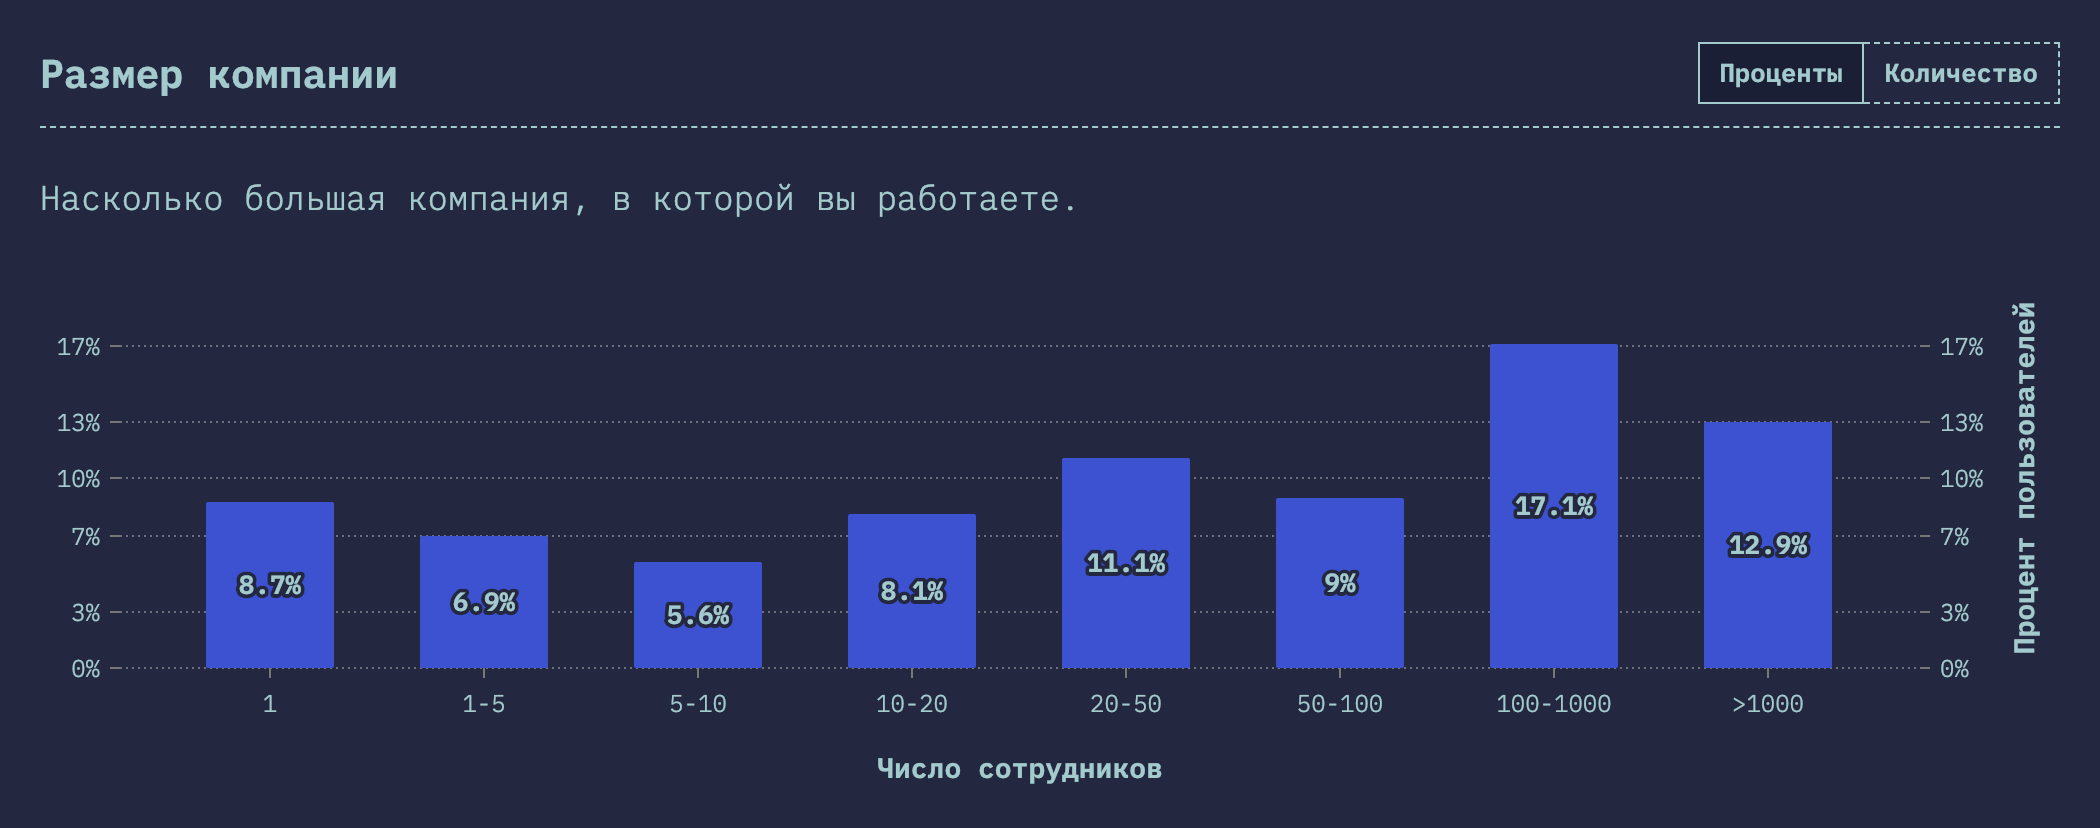 Размер компании
Проценты Количество
Насколько большая компания, в которой вы работаете.
17% 17%
13% 13%
10% 10%
7% 7%
3% 3%
0% 0%
8.7% 6.9% 5.6% 8.1% 11.1% 9% 17.1% 12.9%
1 1-5 5-10 10-20 20-50 50-100 100-1000 >1000
Число сотрудников
Процент пользователей